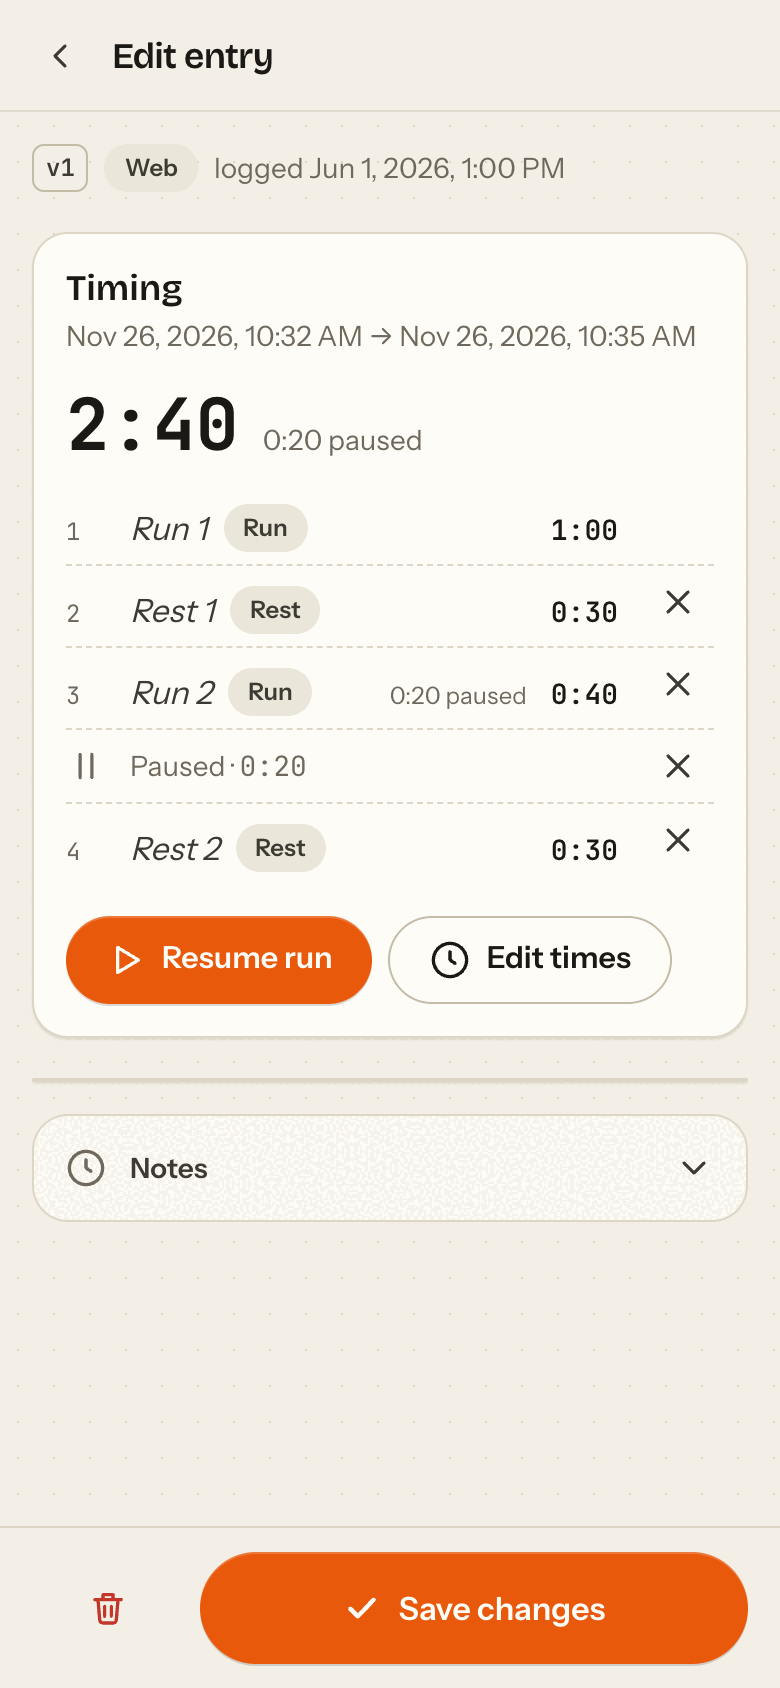 Edit entry
v1 Web logged Jun 1, 2026, 1:00 PM
Timing
Nov 26, 2026, 10:32 AM → Nov 26, 2026, 10:35 AM
2:40 0:20 paused
1 Run 1 Run 1:00
2 Rest 1 Rest 0:30
3 Run 2 Run 0:20 paused 0:40
Paused · 0:20
4 Rest 2 Rest 0:30
Resume run Edit times
Notes
Save changes